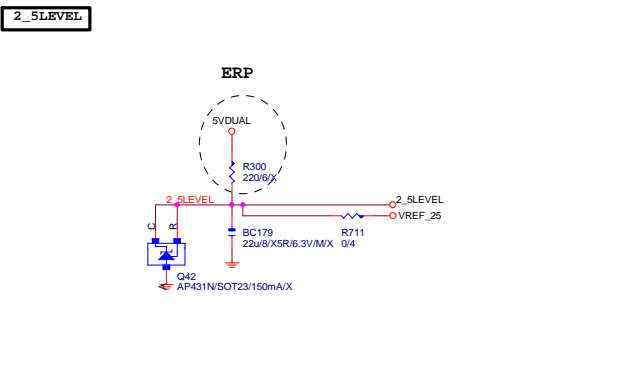 2_5LEVEL
ERP
5VDUAL
R300
220/6/X
2_5LEVEL
2_5LEVEL
VREF_25
C
R
BC179
22u/8/X5R/6.3V/M/X
R711
0/4
Q42
A
AP431N/SOT23/150mA/X